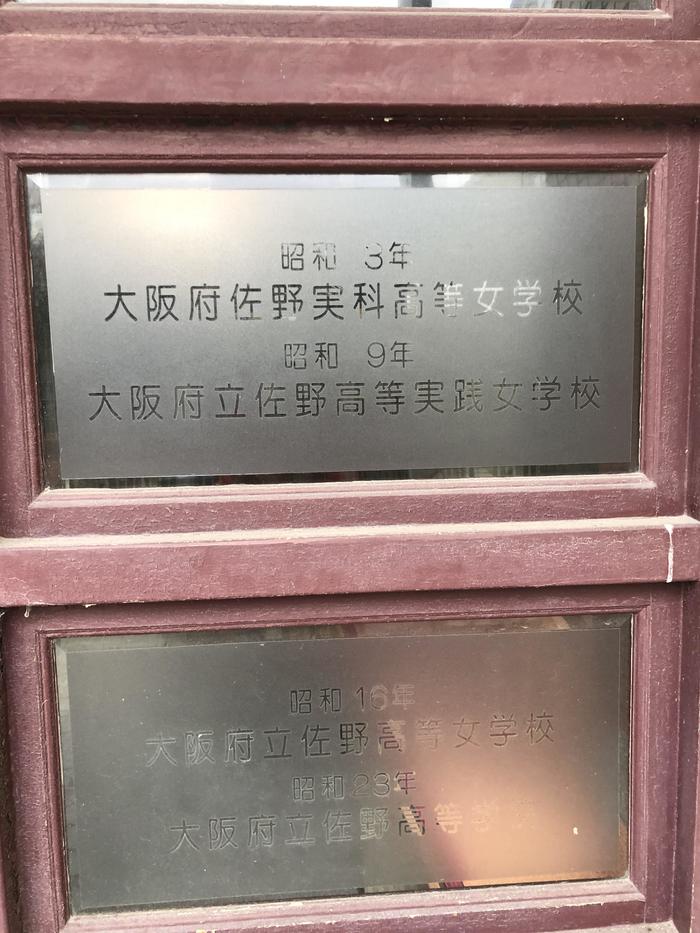 昭和 3年
大阪府佐野実科高等女学校
昭和 9年
大阪府立佐野高等実践女学校
昭和 16年
大阪府立佐野高等女学校
昭和 23年
大阪府立佐野高等学校